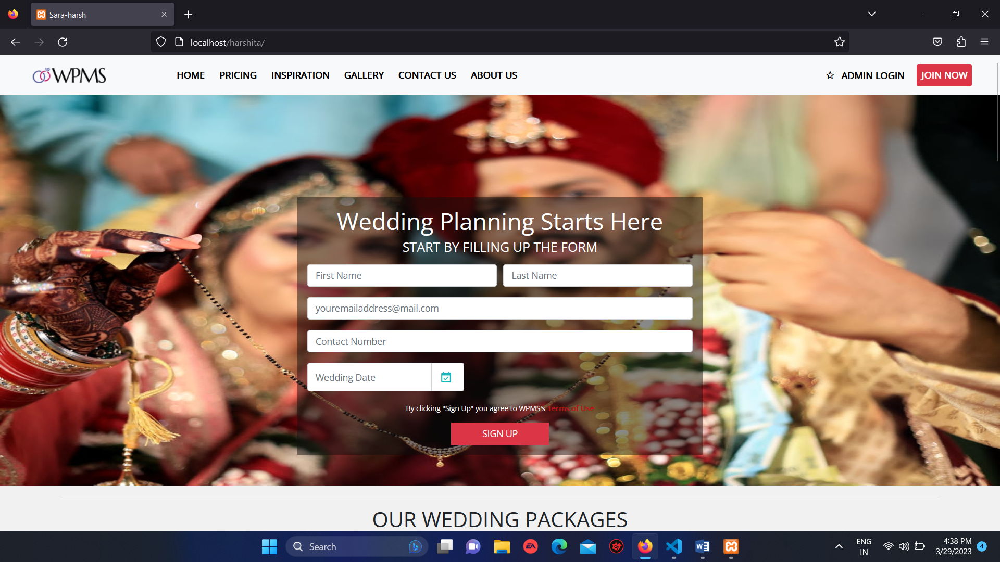 Sara-harsh
localhost/harshita/
WPMS
HOME PRICING INSPIRATION GALLERY CONTACT US ABOUT US ADMIN LOGIN JOIN NOW
Wedding Planning Starts Here
START BY FILLING UP THE FORM
First Name Last Name
youremailaddress@mail.com
Contact Number
Wedding Date
By clicking "Sign Up" you agree to WPMS's Terms of Use
SIGN UP
OUR WEDDING PACKAGES
Search
EA
W
ENG
IN
4:38 PM
3/29/2023
4